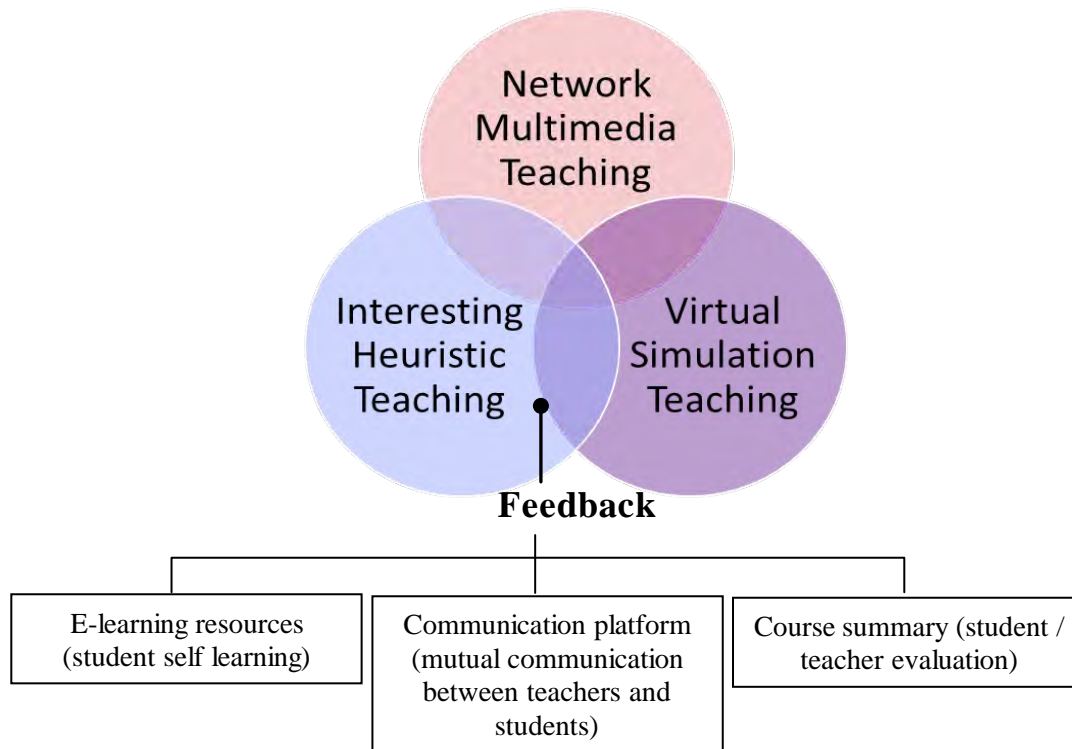 Network
Multimedia
Teaching
Interesting
Heuristic
Teaching
Virtual
Simulation
Teaching
Feedback
E-learning resources
(student self learning)
Communication platform
(mutual communication
between teachers and
students)
Course summary (student /
teacher evaluation)